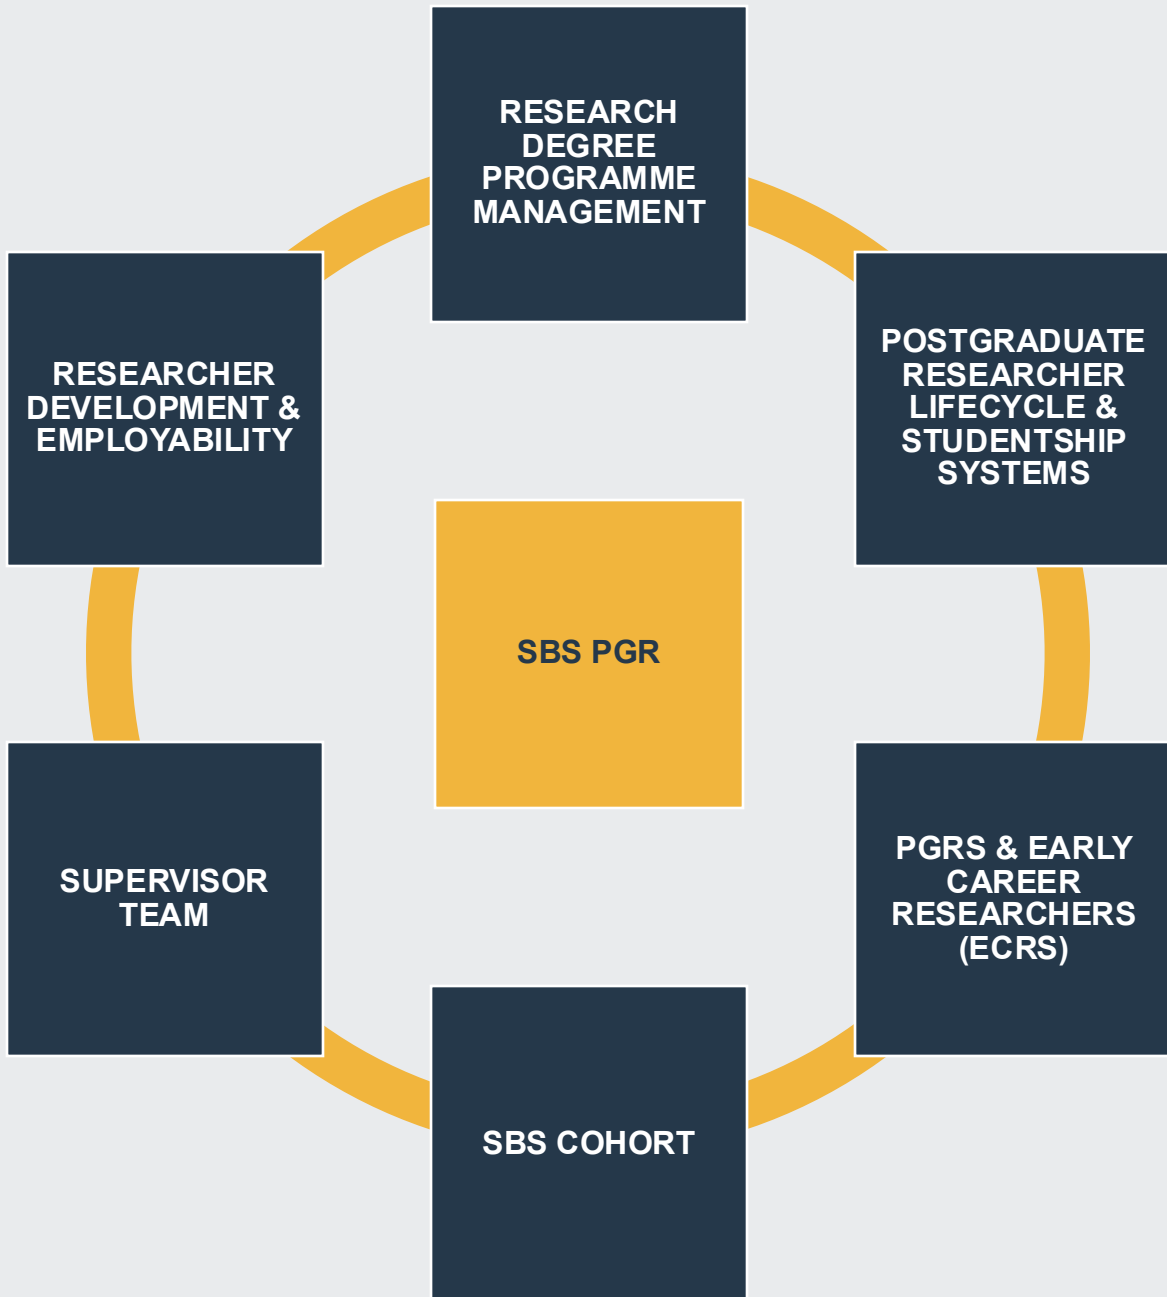 RESEARCH
DEGREE
PROGRAMME
MANAGEMENT
POSTGRADUATE
RESEARCHER
LIFECYCLE &
STUDENTSHIP
SYSTEMS
RESEARCHER
DEVELOPMENT &
EMPLOYABILITY
SBS PGR
PGRS & EARLY
CAREER
RESEARCHERS
(ECRS)
SUPERVISOR
TEAM
SBS COHORT